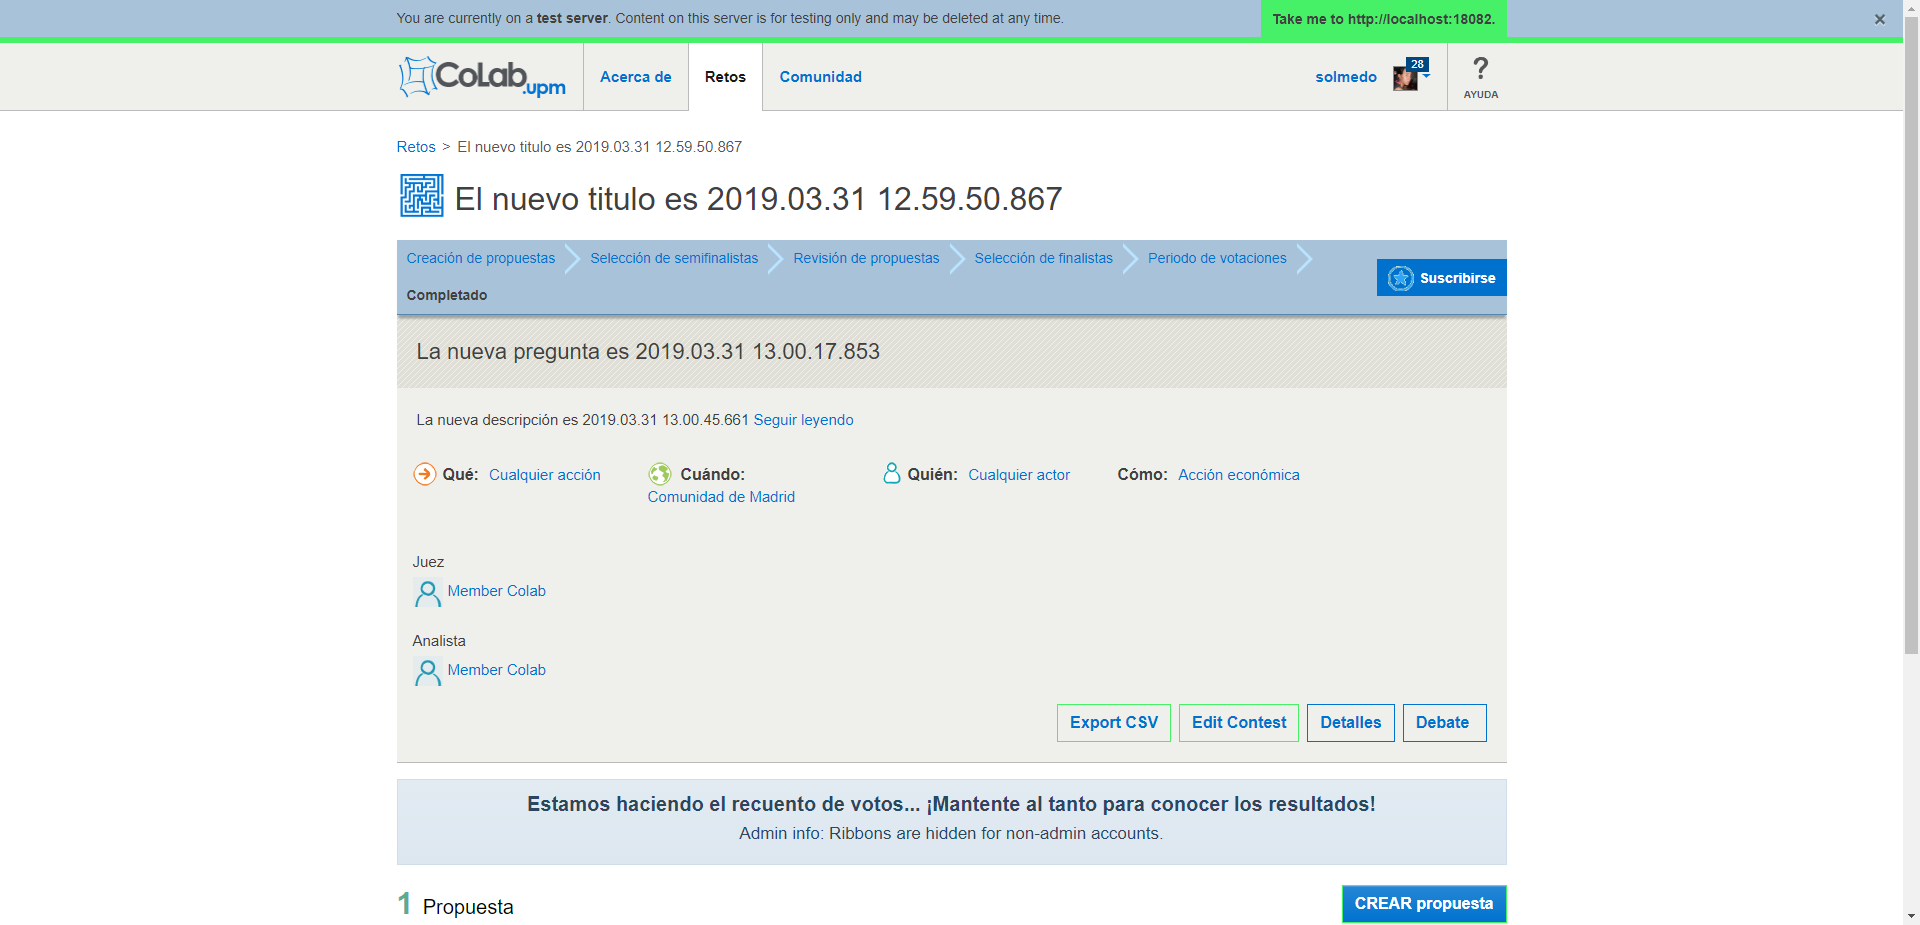 You are currently on a test server. Content on this server is for testing only and may be deleted at any time.
Take me to http://localhost:18082.
×
CoLab.upm
Acerca de
Retos
Comunidad
solmedo
28
?
AYUDA
Retos > El nuevo titulo es 2019.03.31 12.59.50.867
El nuevo titulo es 2019.03.31 12.59.50.867
Creación de propuestas
Selección de semifinalistas
Revisión de propuestas
Selección de finalistas
Periodo de votaciones
Completado
Suscribirse
La nueva pregunta es 2019.03.31 13.00.17.853
La nueva descripción es 2019.03.31 13.00.45.661 Seguir leyendo
Qué: Cualquier acción
Cuándo:
Comunidad de Madrid
Quién: Cualquier actor
Cómo: Acción económica
Juez
Member Colab
Analista
Member Colab
Export CSV
Edit Contest
Detalles
Debate
Estamos haciendo el recuento de votos... ¡Mantente al tanto para conocer los resultados!
Admin info: Ribbons are hidden for non-admin accounts.
1 Propuesta
CREAR propuesta